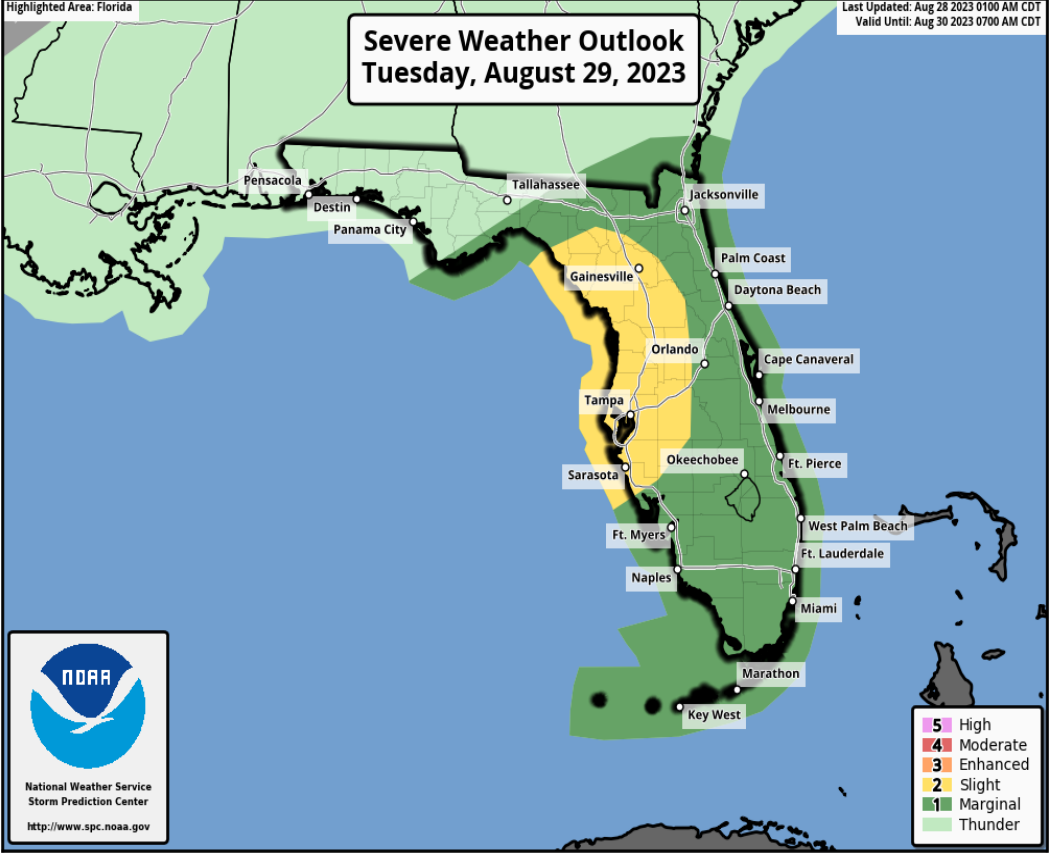 Highlighted Area: Florida
Last Updated: Aug 28 2023 0100 AM CDT
Valid Until: Aug 30 2023 0700 AM CDT
Severe Weather Outlook
Tuesday, August 29, 2023
Pensacola
Destin
Panama City
Tallahassee
Jacksonville
Palm Coast
Gainesville
Daytona Beach
Orlando
Cape Canaveral
Tampa
Melbourne
Sarasota
Okeechobee
Ft. Pierce
Ft. Myers
West Palm Beach
Ft. Lauderdale
Naples
Miami
Marathon
Key West
NOAA
National Weather Service
Storm Prediction Center
http://www.spc.noaa.gov
5 High
4 Moderate
3 Enhanced
2 Slight
1 Marginal
Thunder